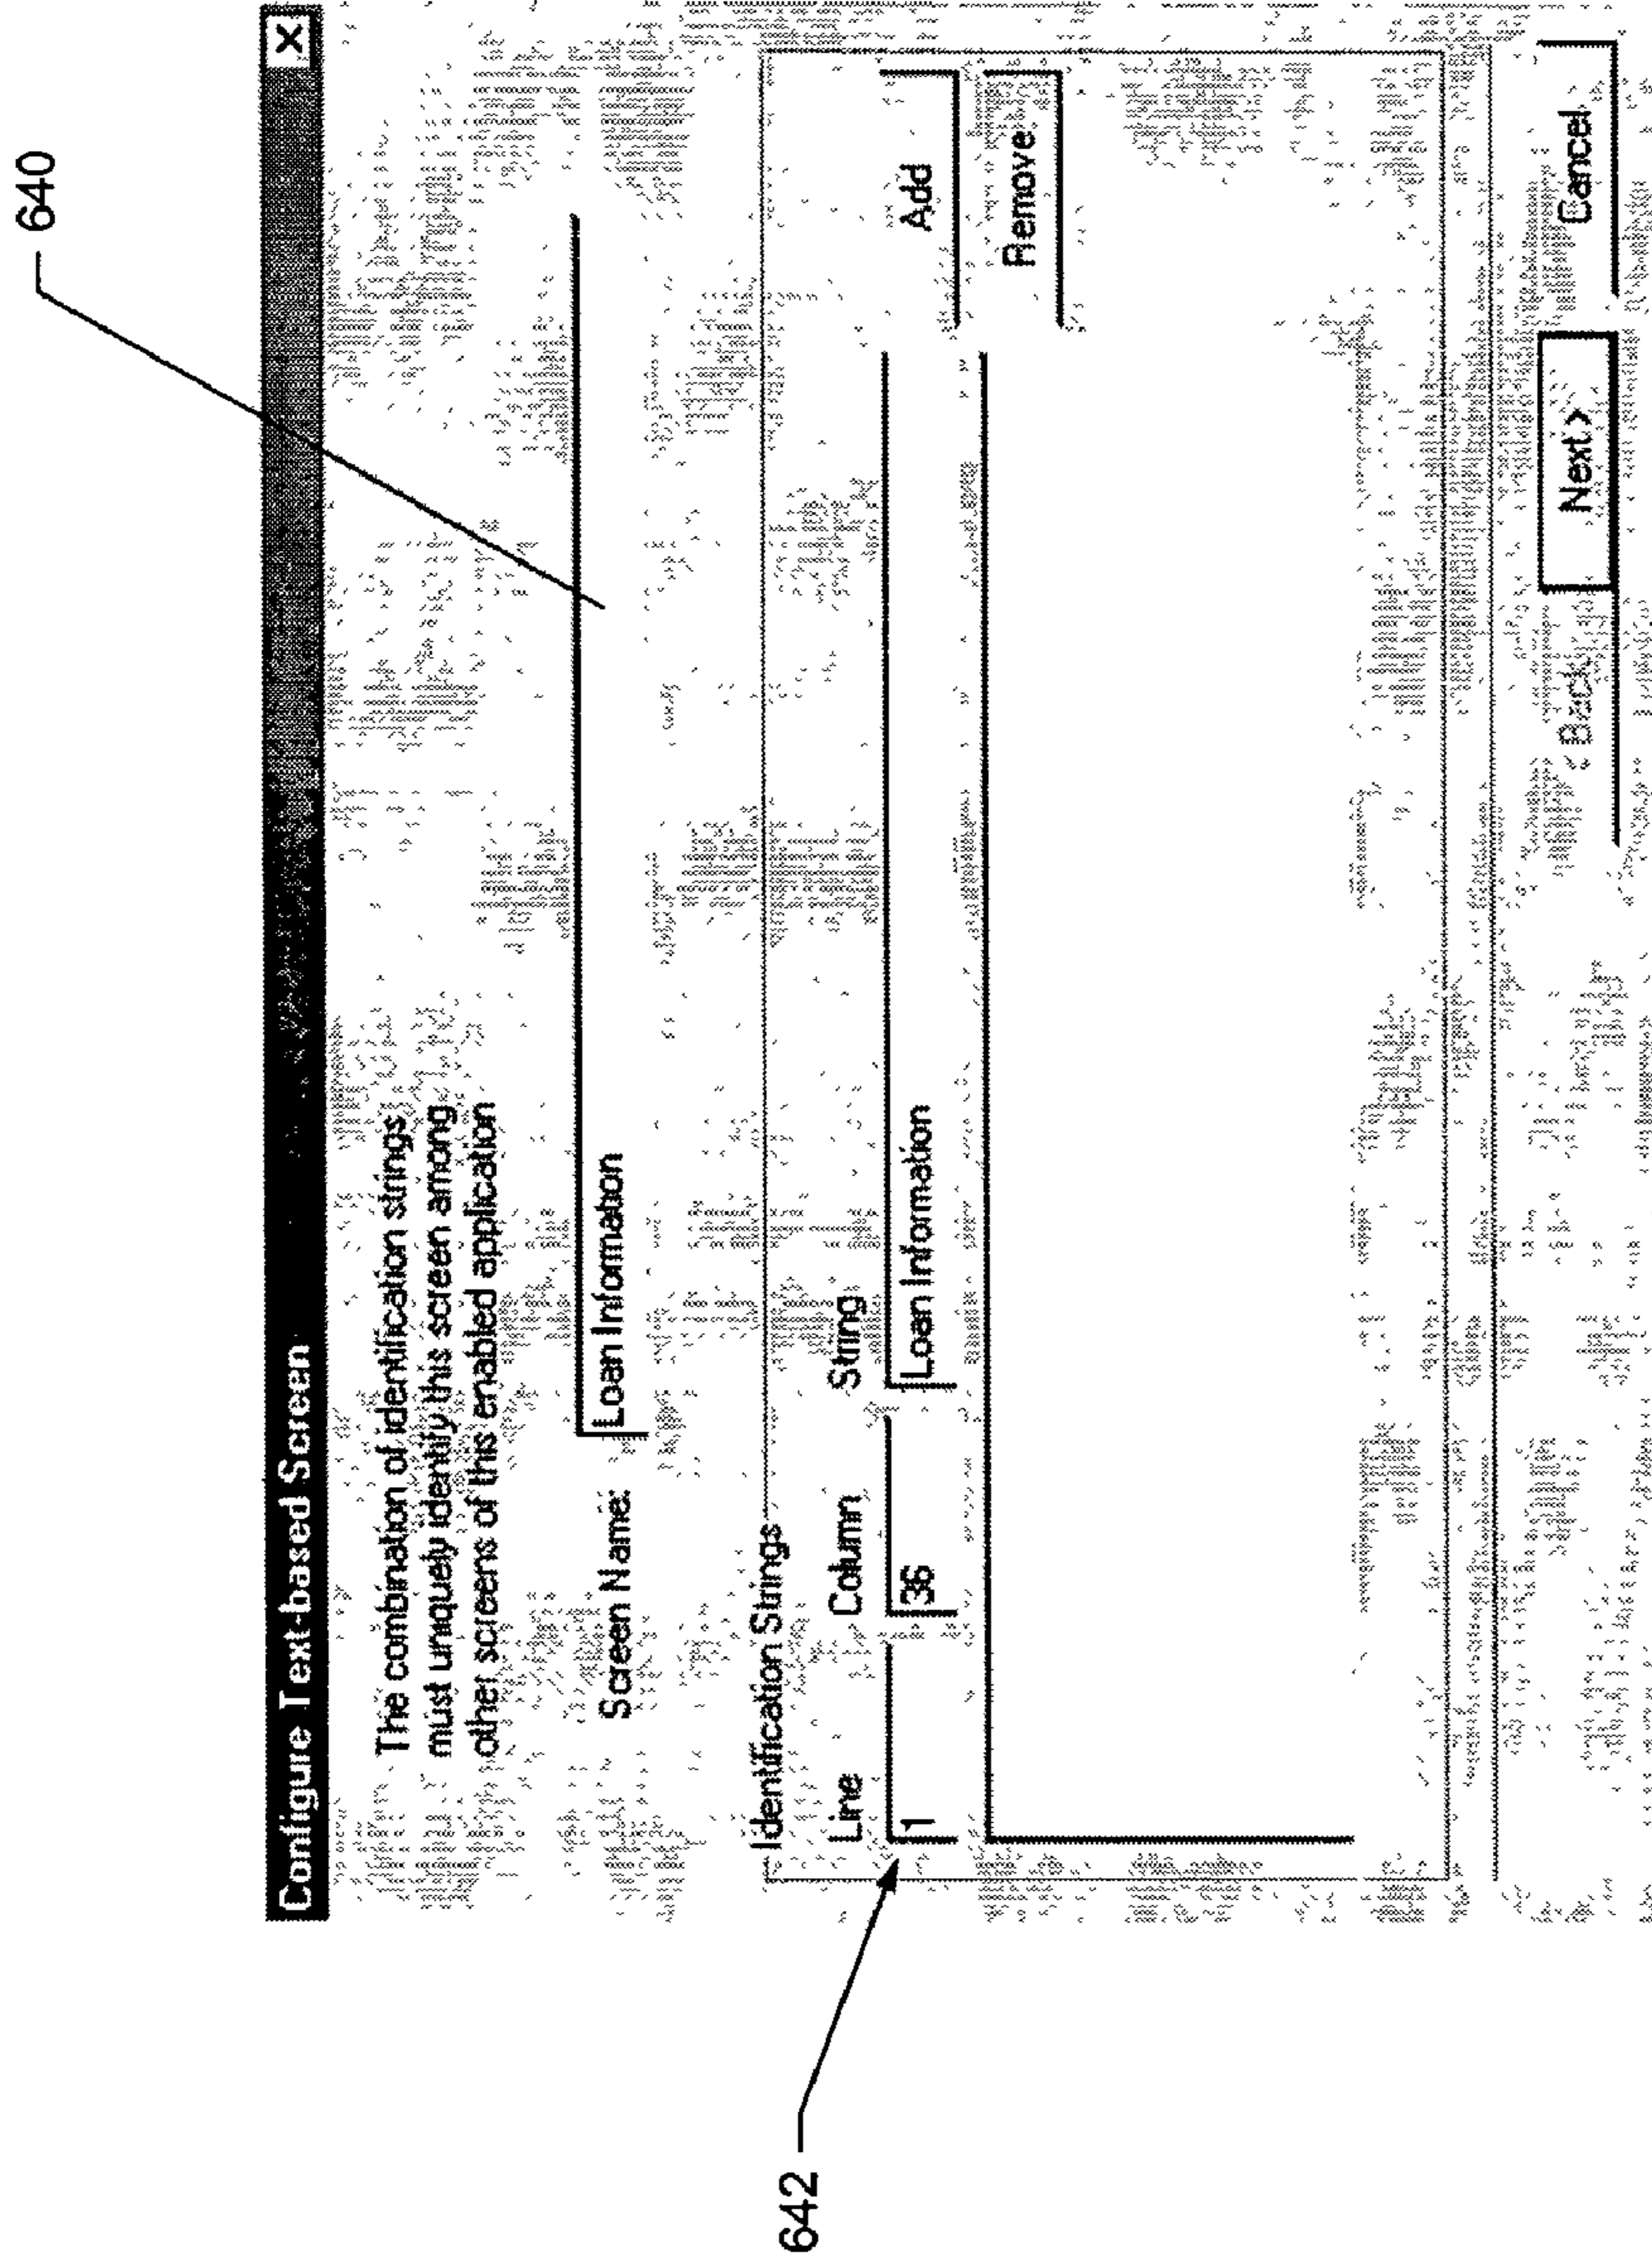 640
Configure Text-based Screen
The combination of identification strings
must uniquely identify this screen among
other screens of this enabled application
Screen Name: Loan Information
Identification Strings
Line Column String
1 36 Loan Information Add
Remove
< Back Next > Cancel
642